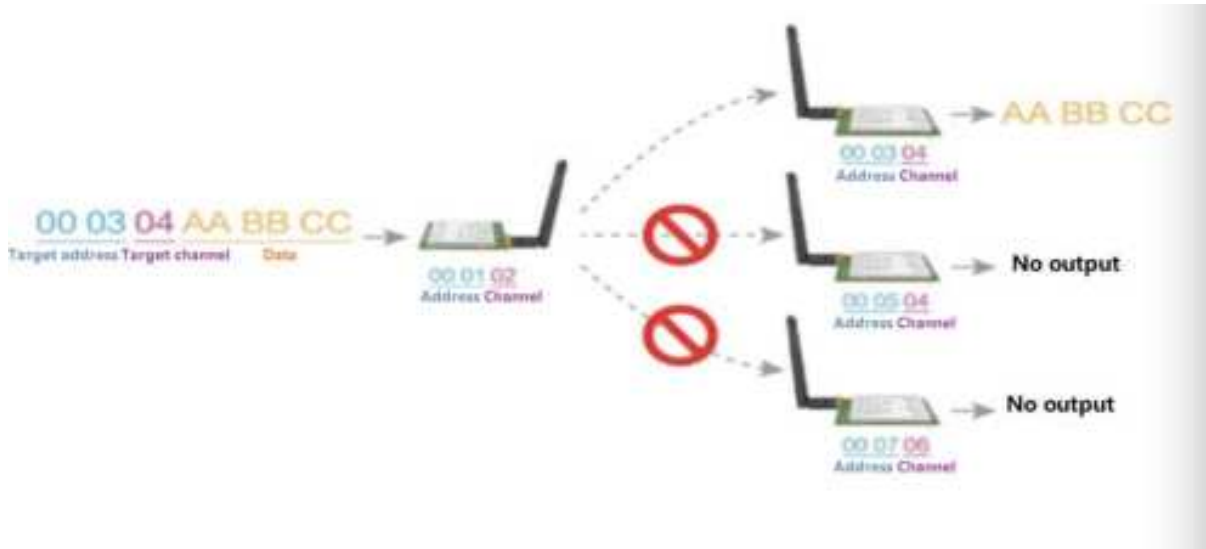 00 03 04 AA BB CC
Target address Target channel Data
00 01 02
Address Channel
00 03 04
Address Channel
AA BB CC
00 05 04
Address Channel
No output
00 07 06
Address Channel
No output